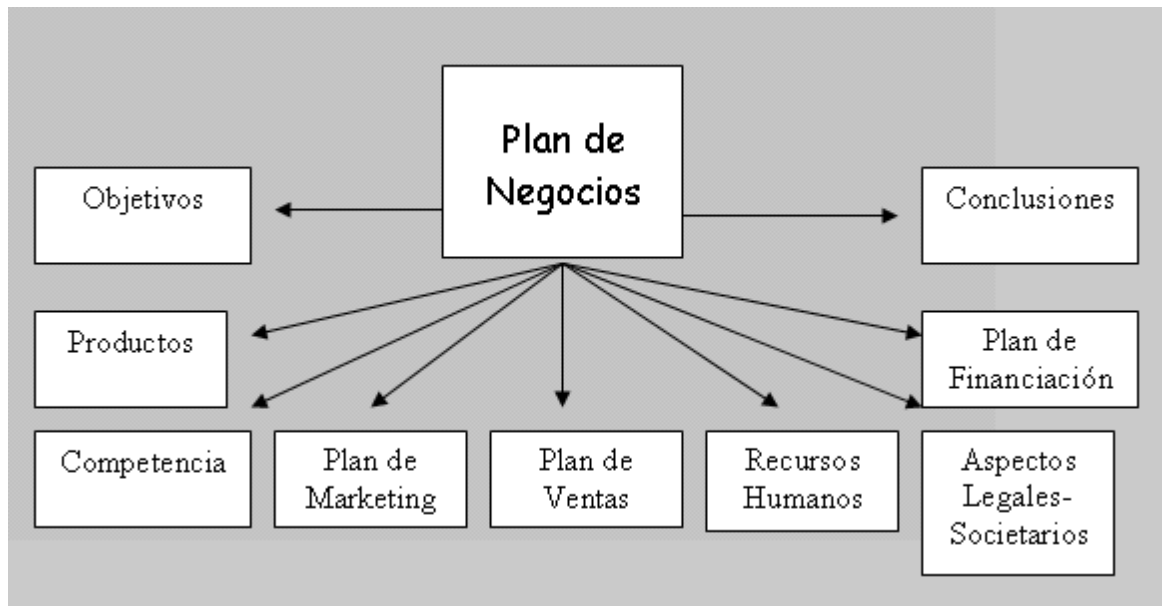 Plan de
Negocios
Objetivos
Conclusiones
Productos
Plan de
Financiación
Competencia
Plan de
Marketing
Plan de
Ventas
Recursos
Humanos
Aspectos
Legales-
Societarios